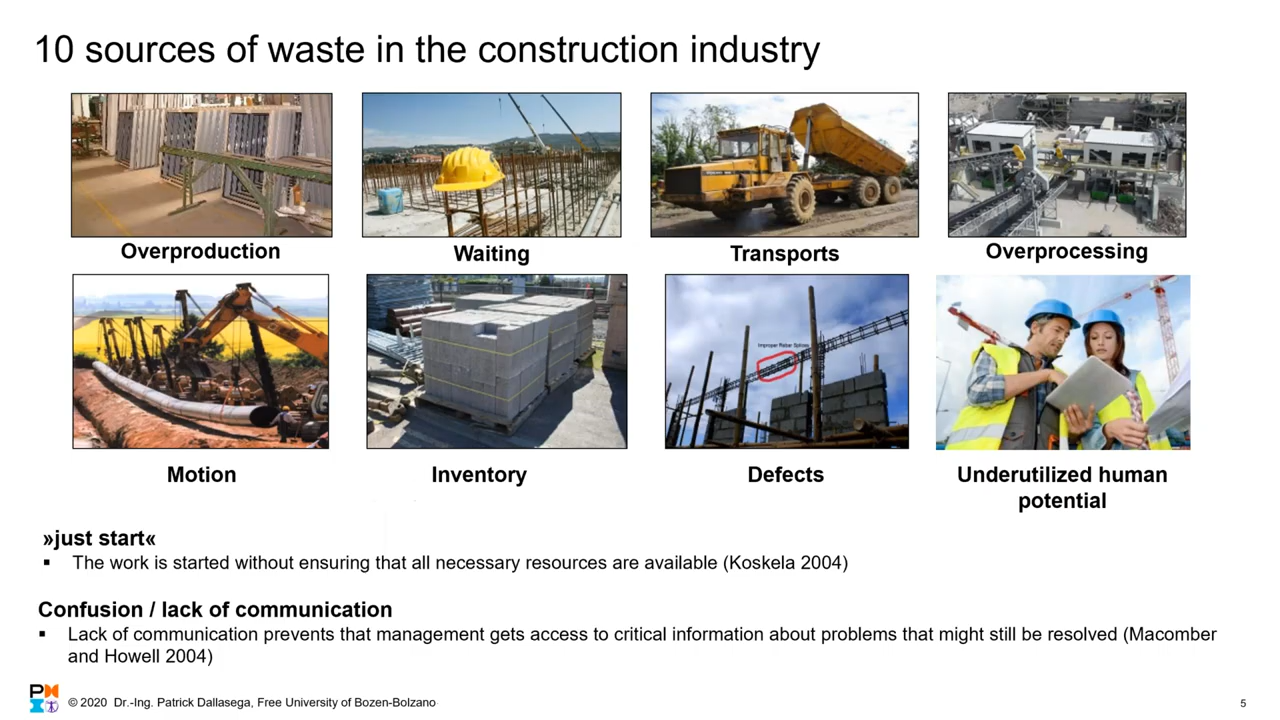 10 sources of waste in the construction industry
Overproduction
Waiting
Transports
Overprocessing
Improper Rebar Splices
Motion
Inventory
Defects
Underutilized human
potential
»just start«
▪ The work is started without ensuring that all necessary resources are available (Koskela 2004)
Confusion / lack of communication
▪ Lack of communication prevents that management gets access to critical information about problems that might still be resolved (Macomber
and Howell 2004)
© 2020 Dr.-Ing. Patrick Dallasega, Free University of Bozen-Bolzano
5